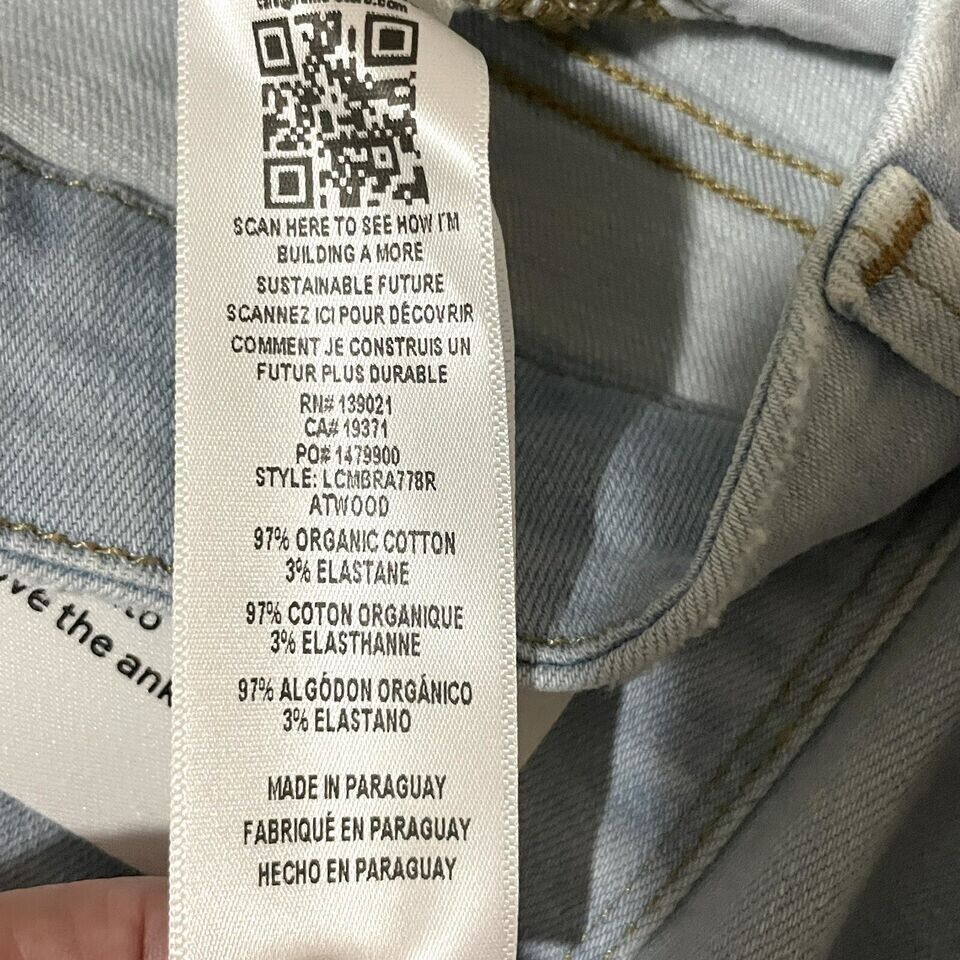 SCAN HERE TO SEE HOW I'M
BUILDING A MORE
SUSTAINABLE FUTURE
SCANNEZ ICI POUR DÉCOVRIR
COMMENT JE CONSTRUIS UN
FUTUR PLUS DURABLE
RN# 139021
CA# 19371
PO# 1479900
STYLE: LCMBRA778R
ATWOOD
97% ORGANIC COTTON
3% ELASTANE
97% COTON ORGANIQUE
3% ELASTHANNE
97% ALGÓDON ORGÁNICO
3% ELASTANO
MADE IN PARAGUAY
FABRIQUÉ EN PARAGUAY
HECHO EN PARAGUAY
to
the